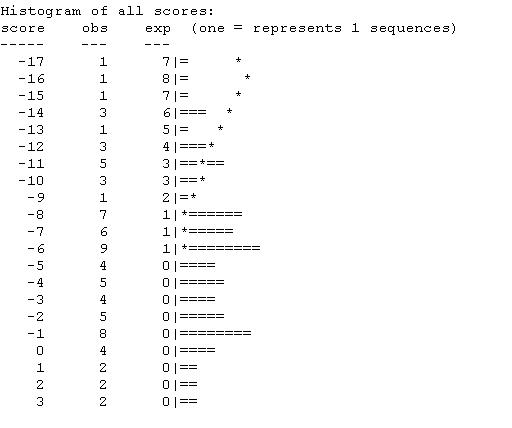 Histogram of all scores:
score    obs    exp  (one = represents 1 sequences)
-----    ---    ---
  -17      1      7|=     *
  -16      1      8|=      *
  -15      1      7|=     *
  -14      3      6|===  *
  -13      1      5|=   *
  -12      3      4|===*
  -11      5      3|==*==
  -10      3      3|==*
   -9      1      2|=*
   -8      7      1|*======
   -7      6      1|*=====
   -6      9      1|*========
   -5      4      0|====
   -4      5      0|=====
   -3      4      0|====
   -2      5      0|=====
   -1      8      0|========
    0      4      0|====
    1      2      0|==
    2      2      0|==
    3      2      0|==